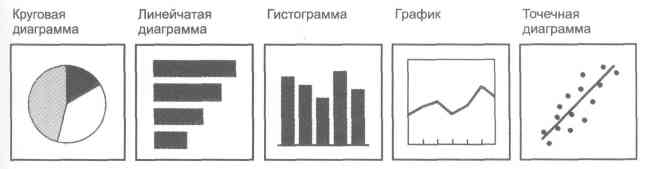 Круговая
диаграмма
Линейчатая
диаграмма
Гистограмма
График
Точечная
диаграмма